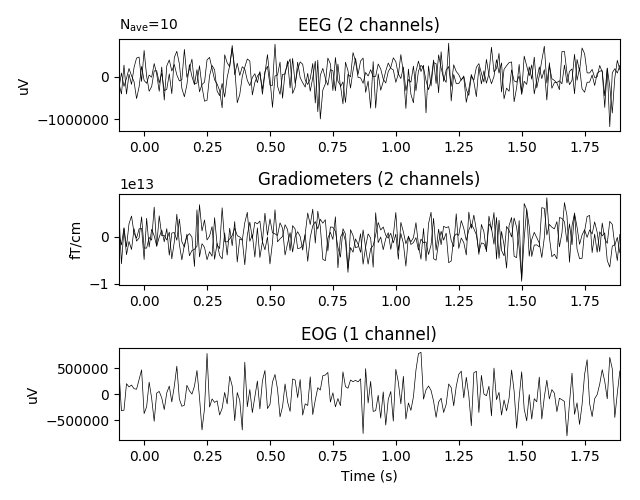 N_ave=10
EEG (2 channels)
uV
0
−1000000
0.00 0.25 0.50 0.75 1.00 1.25 1.50 1.75
1e13
Gradiometers (2 channels)
fT/cm
0
−1
0.00 0.25 0.50 0.75 1.00 1.25 1.50 1.75
EOG (1 channel)
uV
500000
0
−500000
0.00 0.25 0.50 0.75 1.00 1.25 1.50 1.75
Time (s)